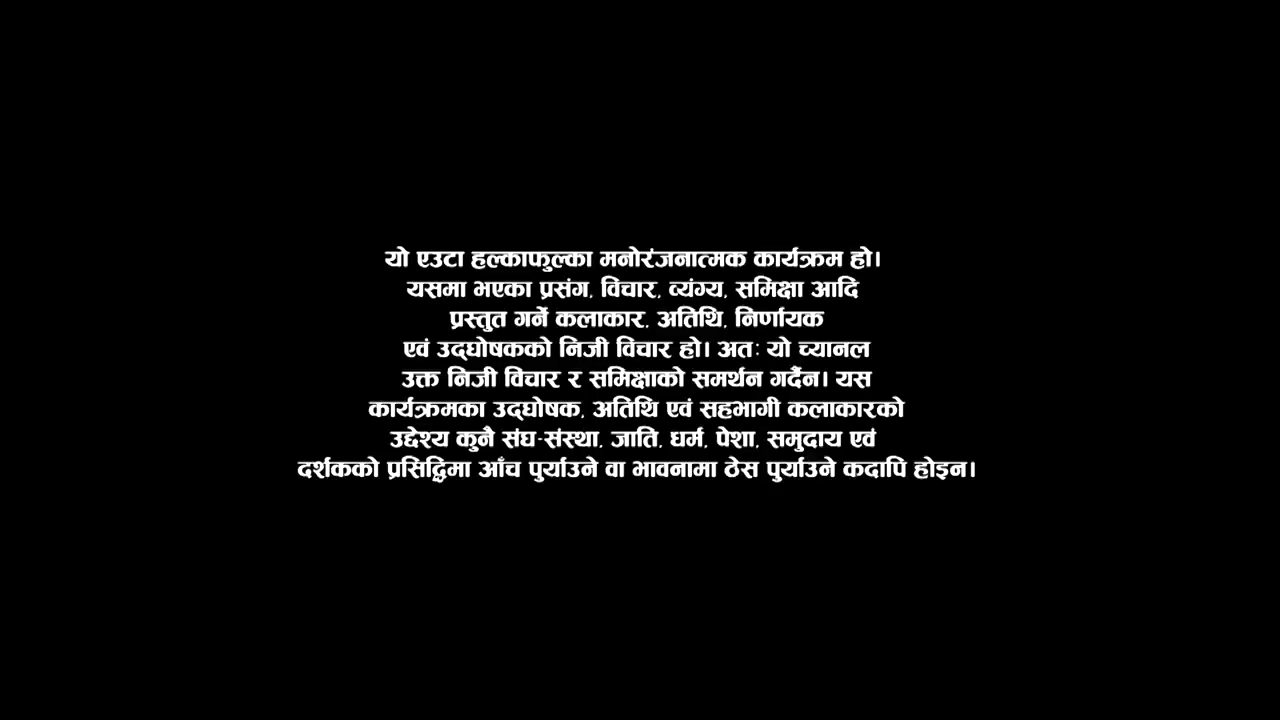 यो एउटा हल्काफुल्का मनोरंजनात्मक कार्यक्रम हो।
यसमा भएका प्रसंग, विचार, व्यंग्य, समिक्षा आदि
प्रस्तुत गर्ने कलाकार, अतिथि, निर्णायक
एवं उद्घोषकको निजी विचार हो। अतः यो च्यानल
उक्त निजी विचार र समिक्षाको समर्थन गर्दैन। यस
कार्यक्रमका उद्घोषक, अतिथि एवं सहभागी कलाकारको
उद्देश्य कुनै संघ-संस्था, जाति, धर्म, पेशा, समुदाय एवं
दर्शकको प्रसिद्धिमा आँच पुर्याउने वा भावनामा ठेस पुर्याउने कदापि होइन।